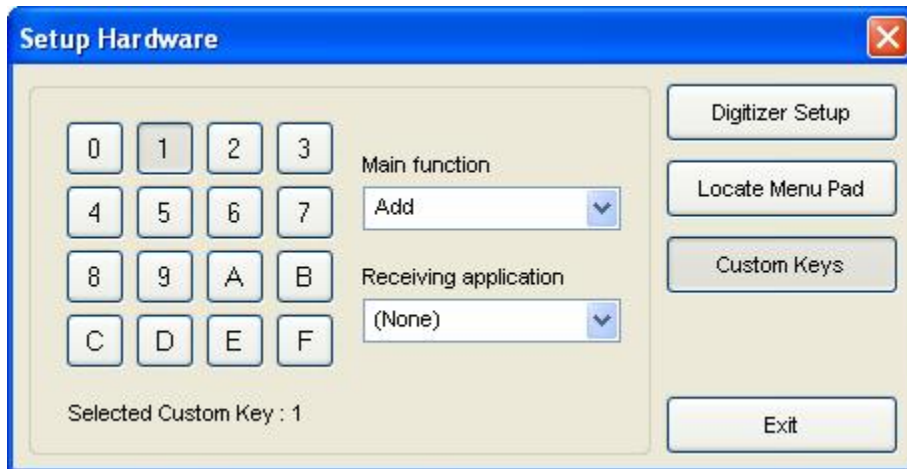 Setup Hardware
0 1 2 3
4 5 6 7
8 9 A B
C D E F
Selected Custom Key : 1
Main function
Add
Receiving application
(None)
Digitizer Setup
Locate Menu Pad
Custom Keys
Exit